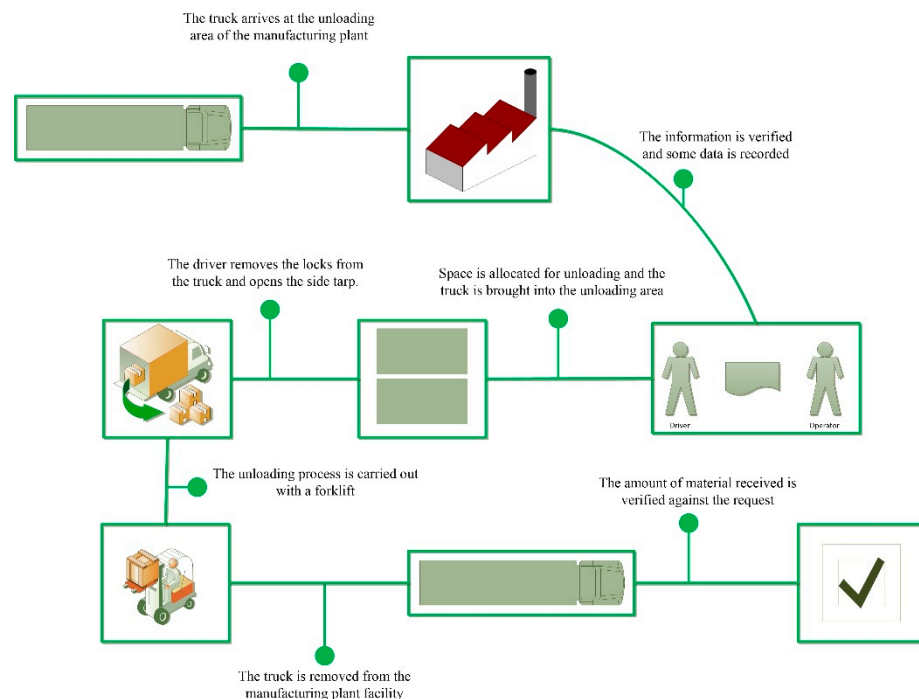 The truck arrives at the unloading
area of the manufacturing plant
The information is verified
and some data is recorded
The driver removes the locks from
the truck and opens the side tarp.
Space is allocated for unloading and the
truck is brought into the unloading area
Driver
Operator
The unloading process is carried out
with a forklift
The amount of material received is
verified against the request
The truck is removed from the
manufacturing plant facility